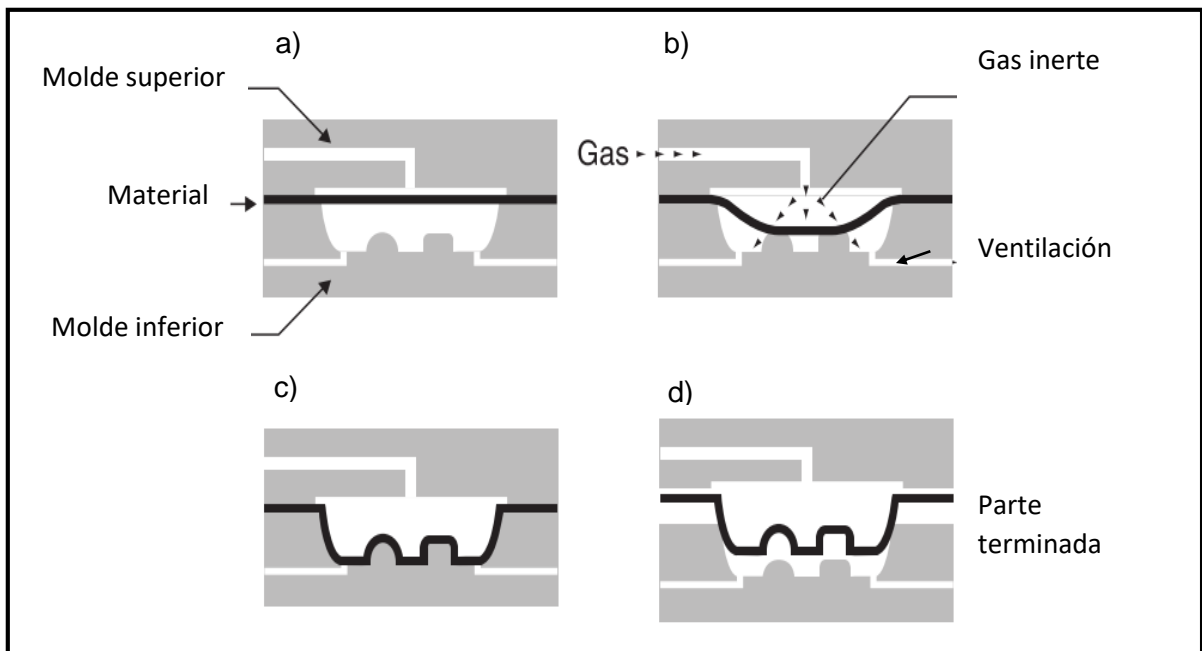 a)
b)
Molde superior
Gas inerte
Gas
Material
Ventilación
Molde inferior
c)
d)
Parte
terminada